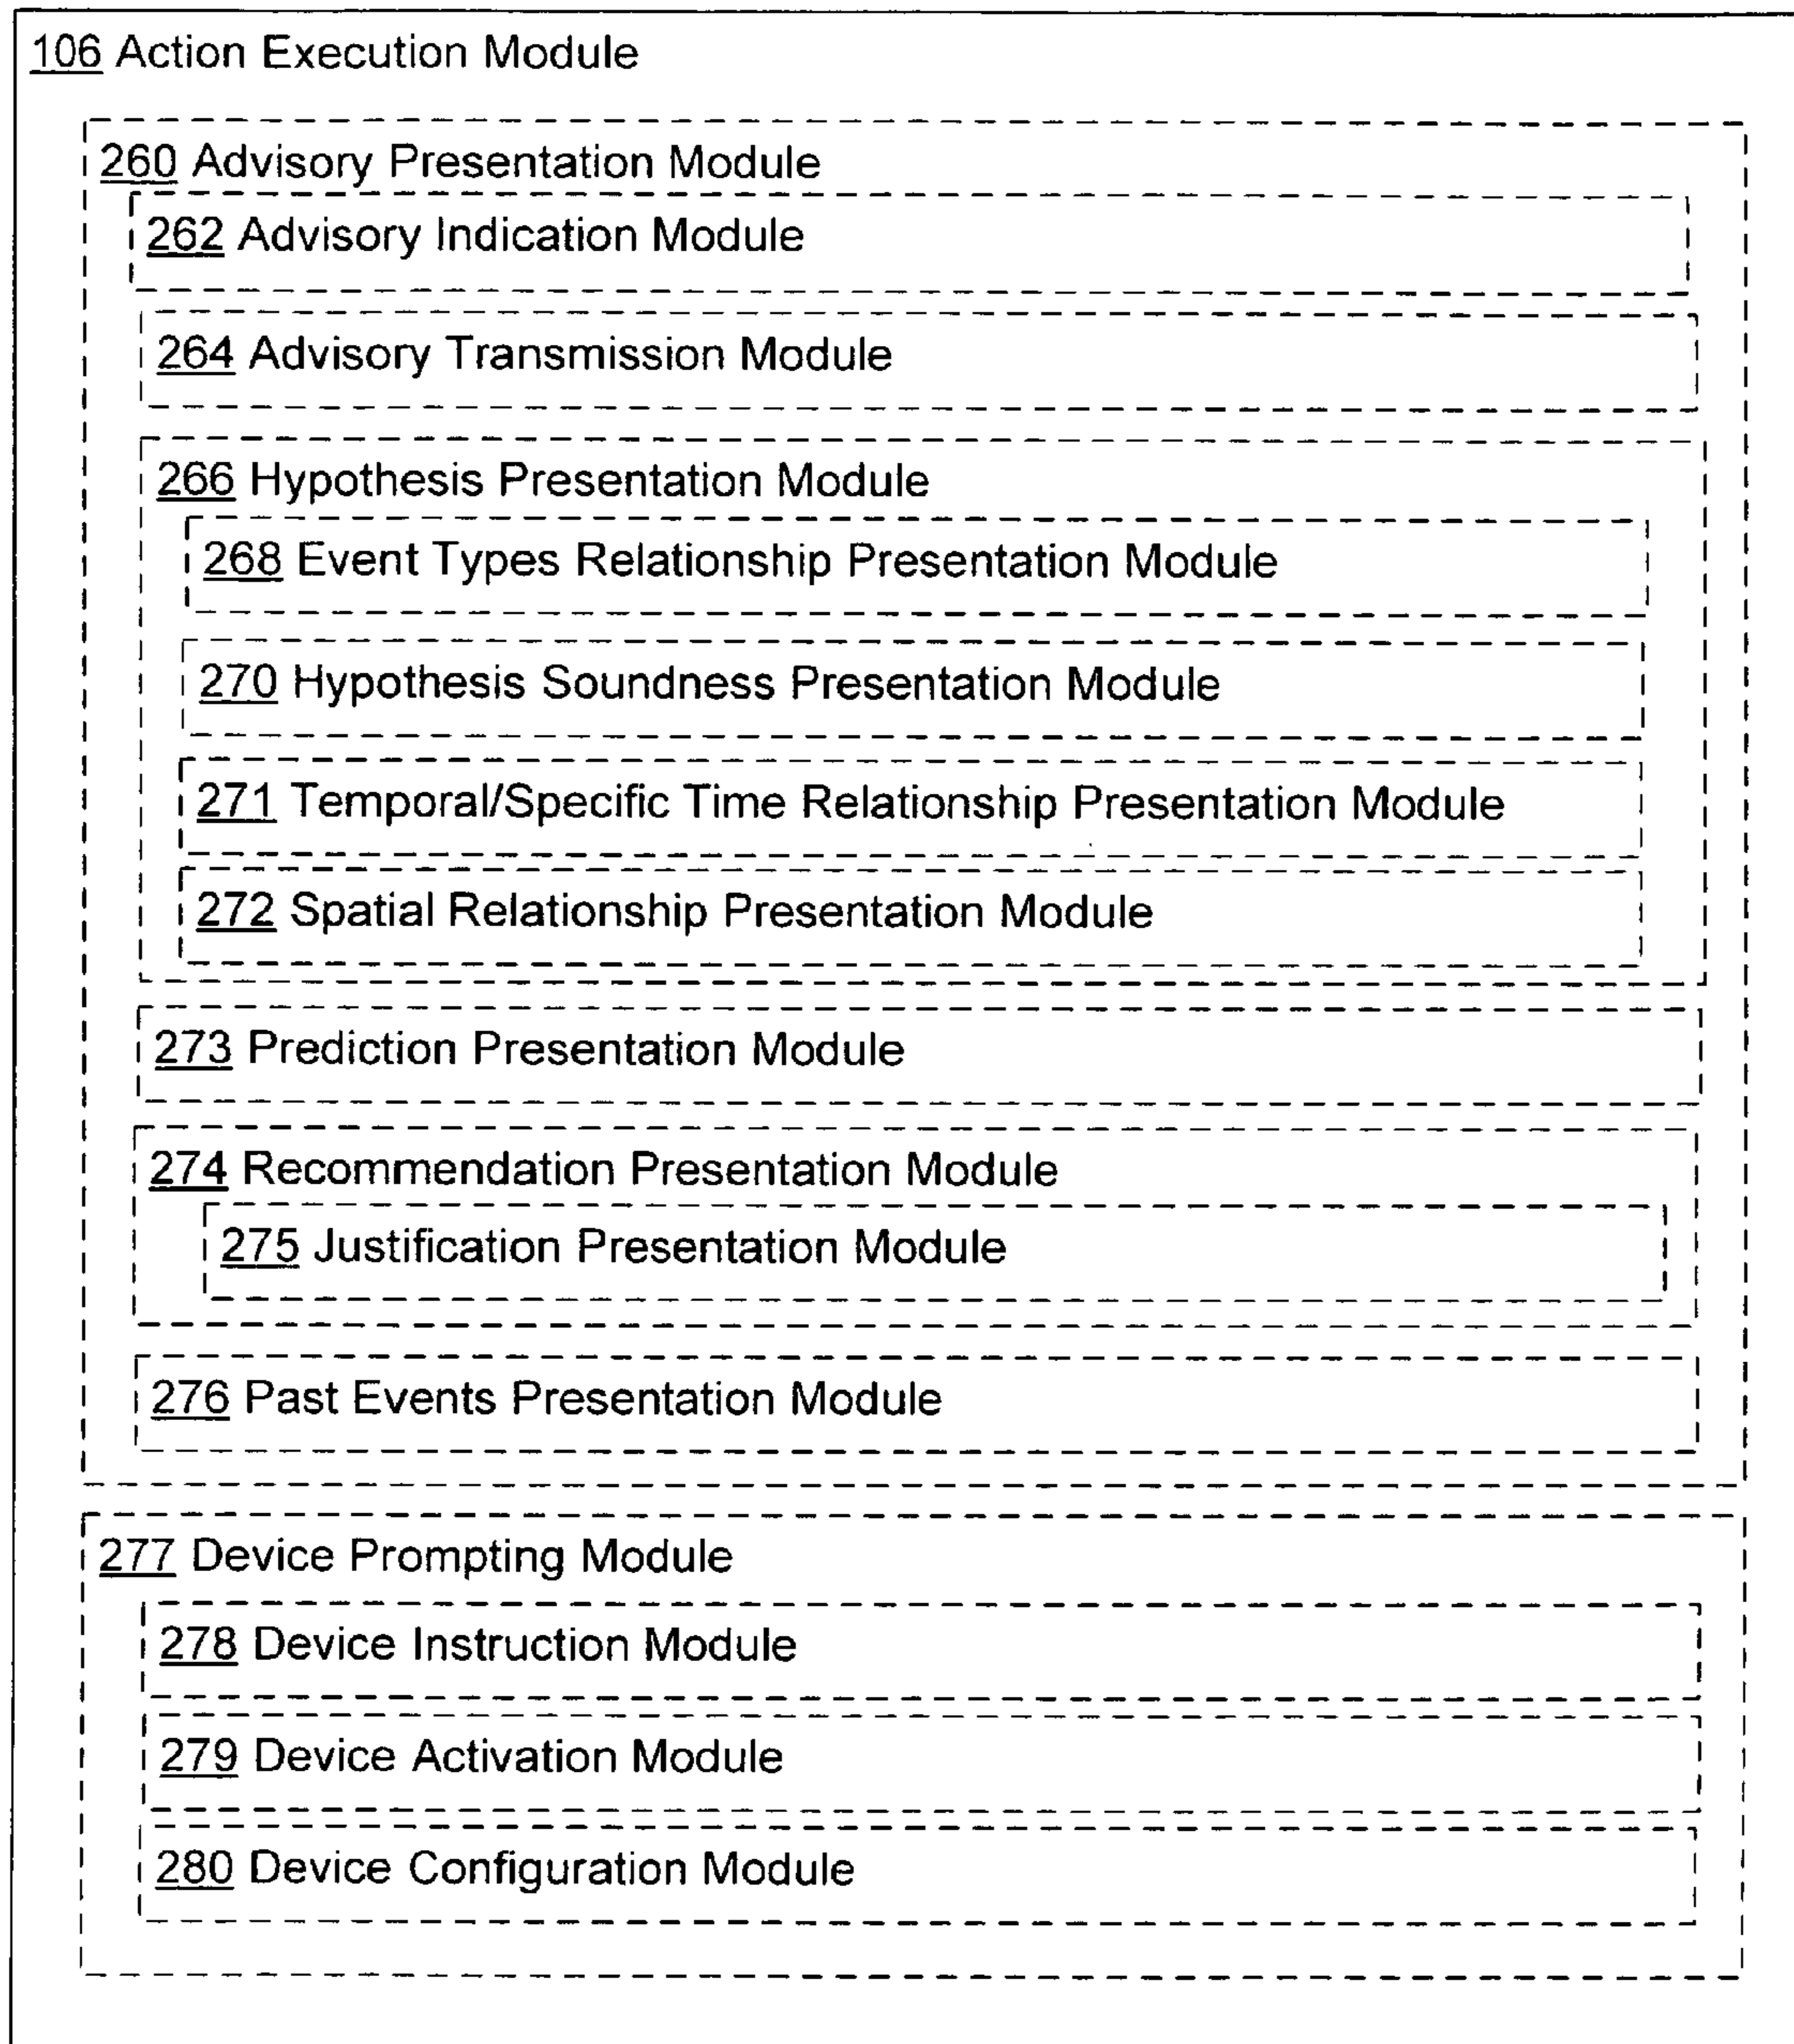 106 Action Execution Module
260 Advisory Presentation Module
262 Advisory Indication Module
264 Advisory Transmission Module
266 Hypothesis Presentation Module
268 Event Types Relationship Presentation Module
270 Hypothesis Soundness Presentation Module
271 Temporal/Specific Time Relationship Presentation Module
272 Spatial Relationship Presentation Module
273 Prediction Presentation Module
274 Recommendation Presentation Module
275 Justification Presentation Module
276 Past Events Presentation Module
277 Device Prompting Module
278 Device Instruction Module
279 Device Activation Module
280 Device Configuration Module